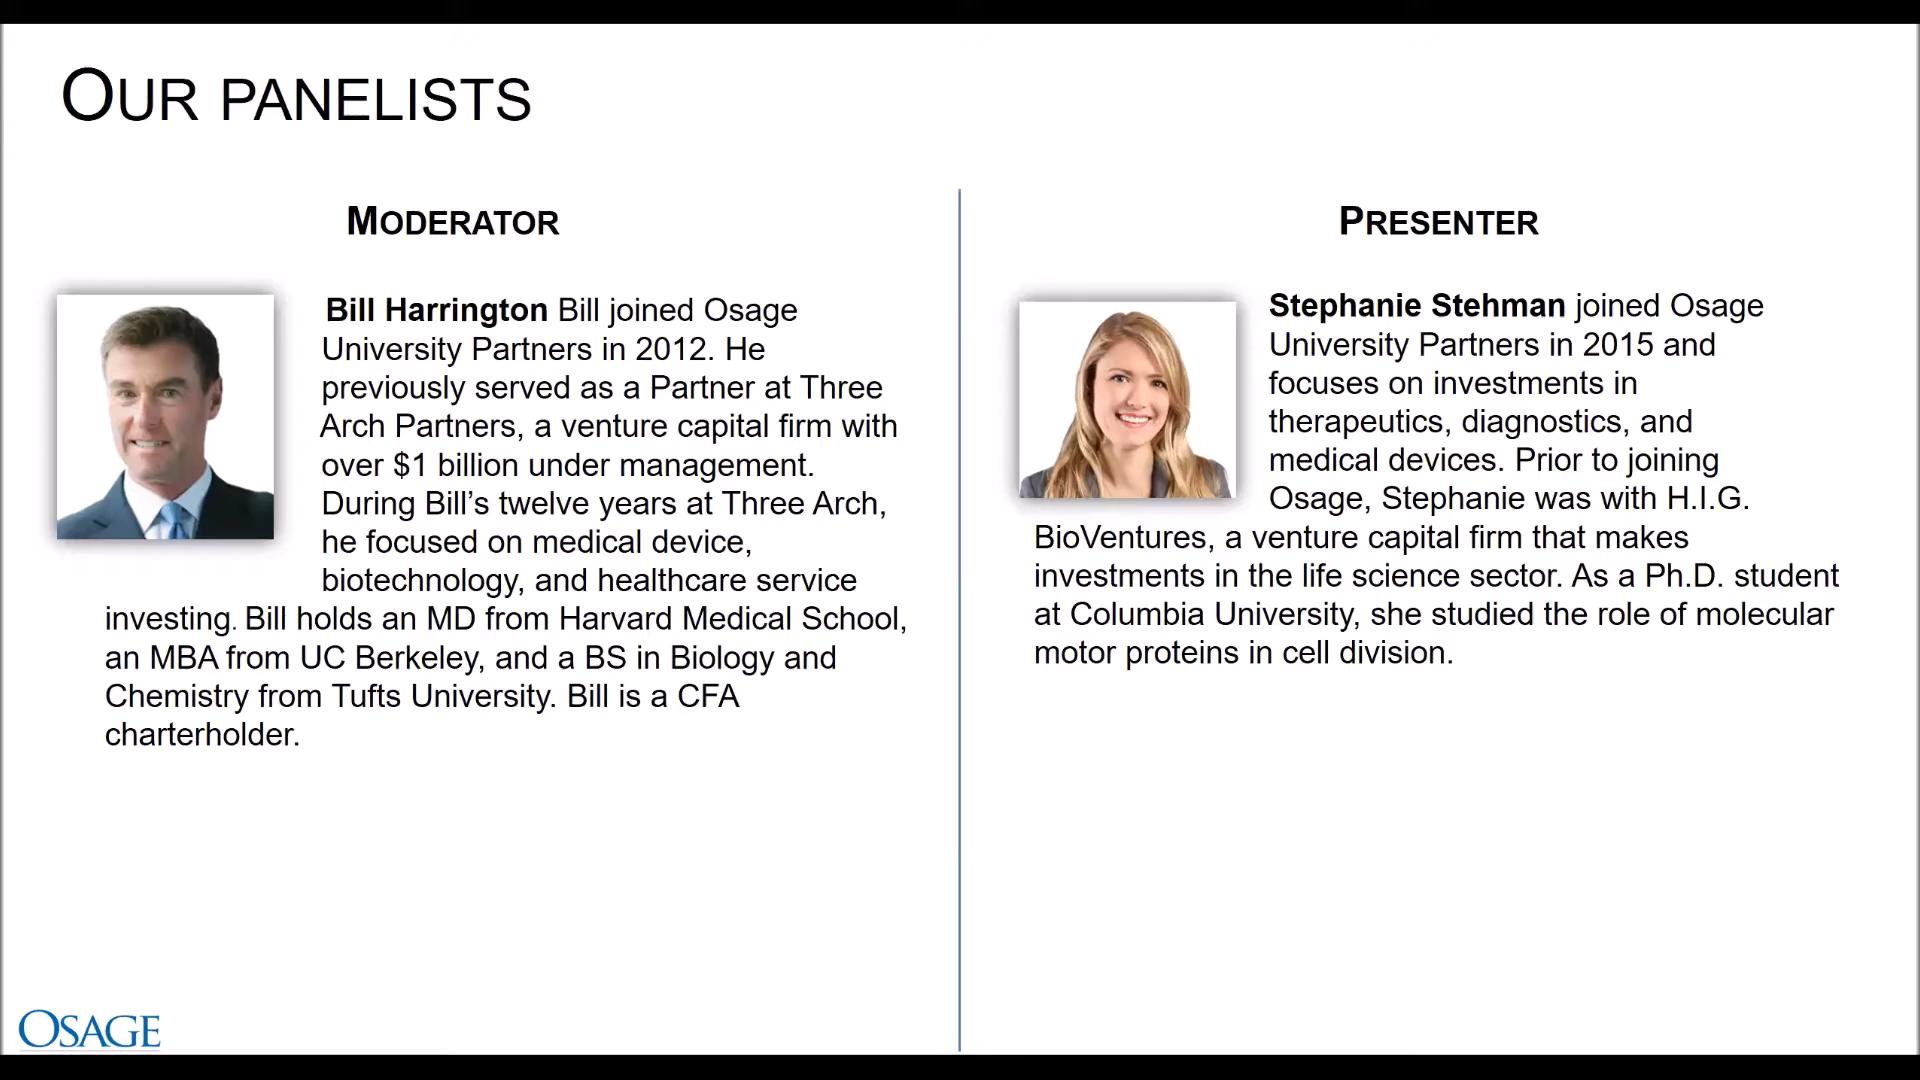 OUR PANELISTS
MODERATOR
Bill Harrington Bill joined Osage
University Partners in 2012. He
previously served as a Partner at Three
Arch Partners, a venture capital firm with
over $1 billion under management.
During Bill’s twelve years at Three Arch,
he focused on medical device,
biotechnology, and healthcare service
investing. Bill holds an MD from Harvard Medical School,
an MBA from UC Berkeley, and a BS in Biology and
Chemistry from Tufts University. Bill is a CFA
charterholder.
PRESENTER
Stephanie Stehman joined Osage
University Partners in 2015 and
focuses on investments in
therapeutics, diagnostics, and
medical devices. Prior to joining
Osage, Stephanie was with H.I.G.
BioVentures, a venture capital firm that makes
investments in the life science sector. As a Ph.D. student
at Columbia University, she studied the role of molecular
motor proteins in cell division.
OSAGE